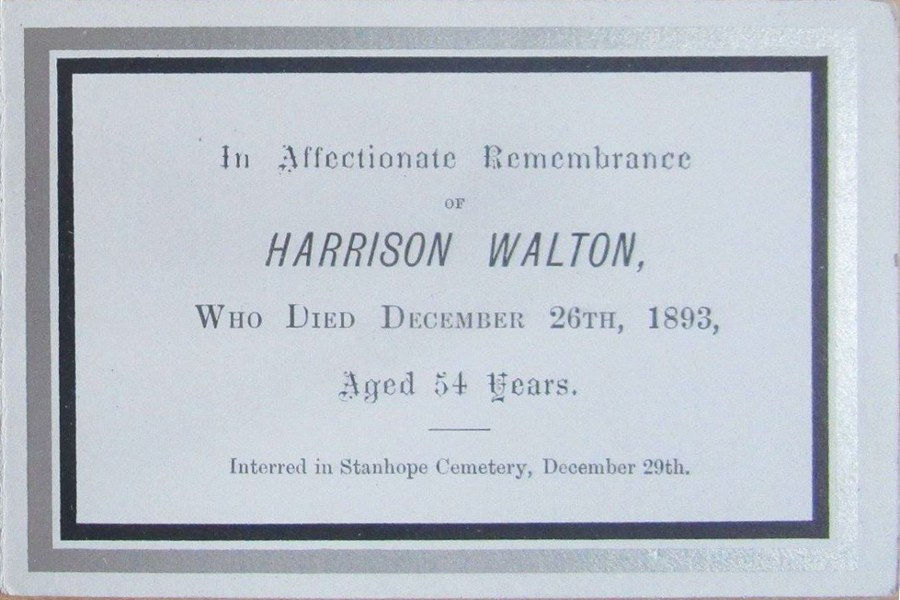 In Affectionate Remembrance
OF
HARRISON WALTON,
WHO DIED DECEMBER 26TH, 1893,
Aged 54 Years.
Interred in Stanhope Cemetery, December 29th.